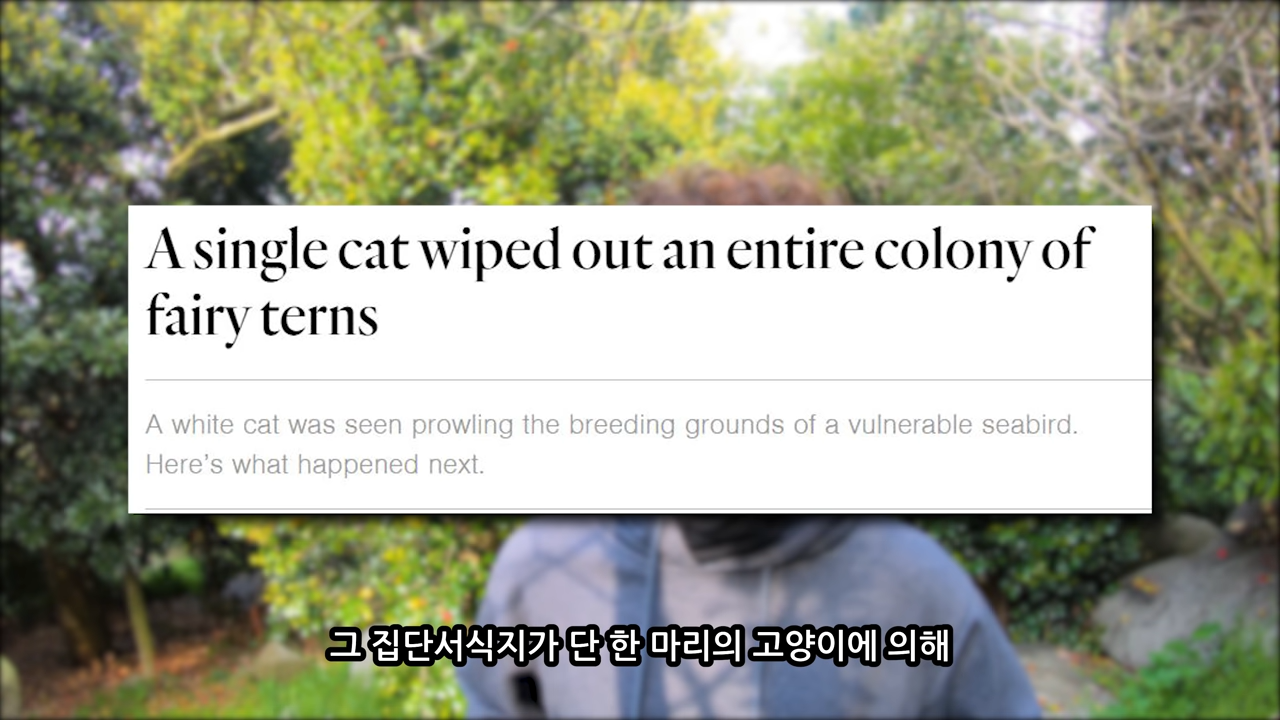 A single cat wiped out an entire colony of
fairy terns
A white cat was seen prowling the breeding grounds of a vulnerable seabird.
Here’s what happened next.
그 집단서식지가 단 한 마리의 고양이에 의해